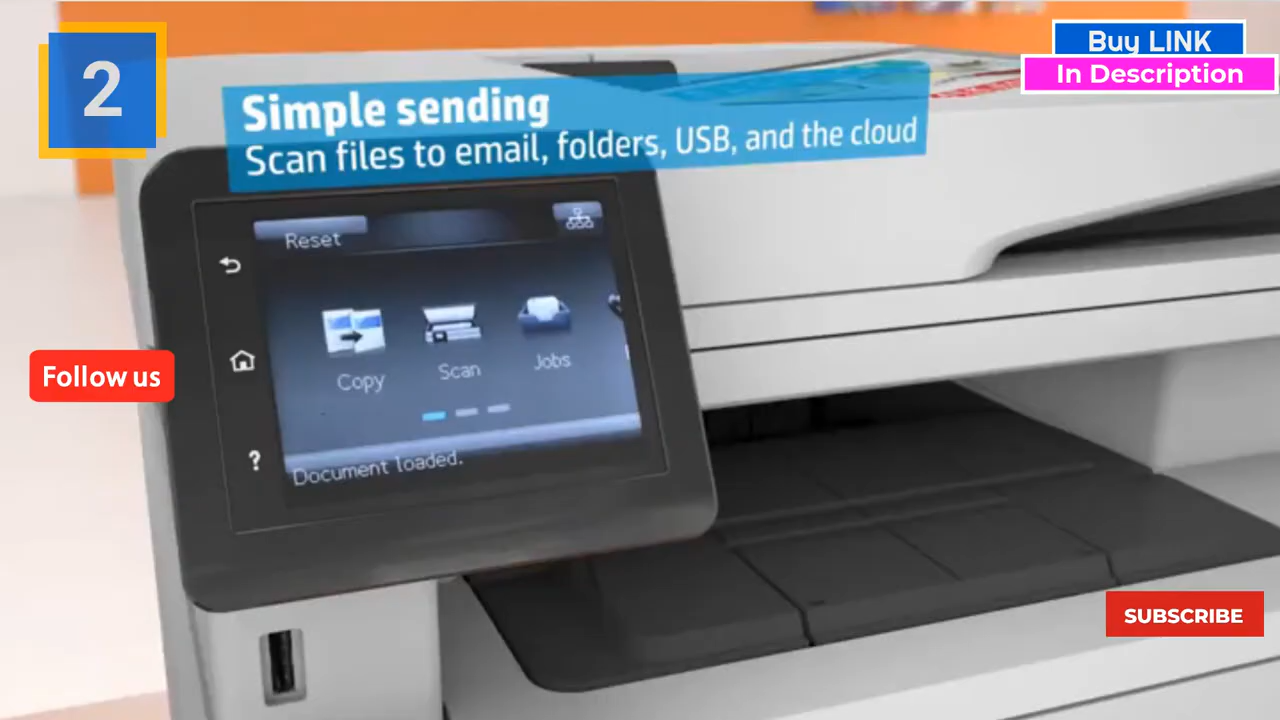 2
Buy LINK
In Description
Simple sending
Scan files to email, folders, USB, and the cloud
Reset
Copy
Scan
Jobs
Follow us
?
Document loaded.
SUBSCRIBE